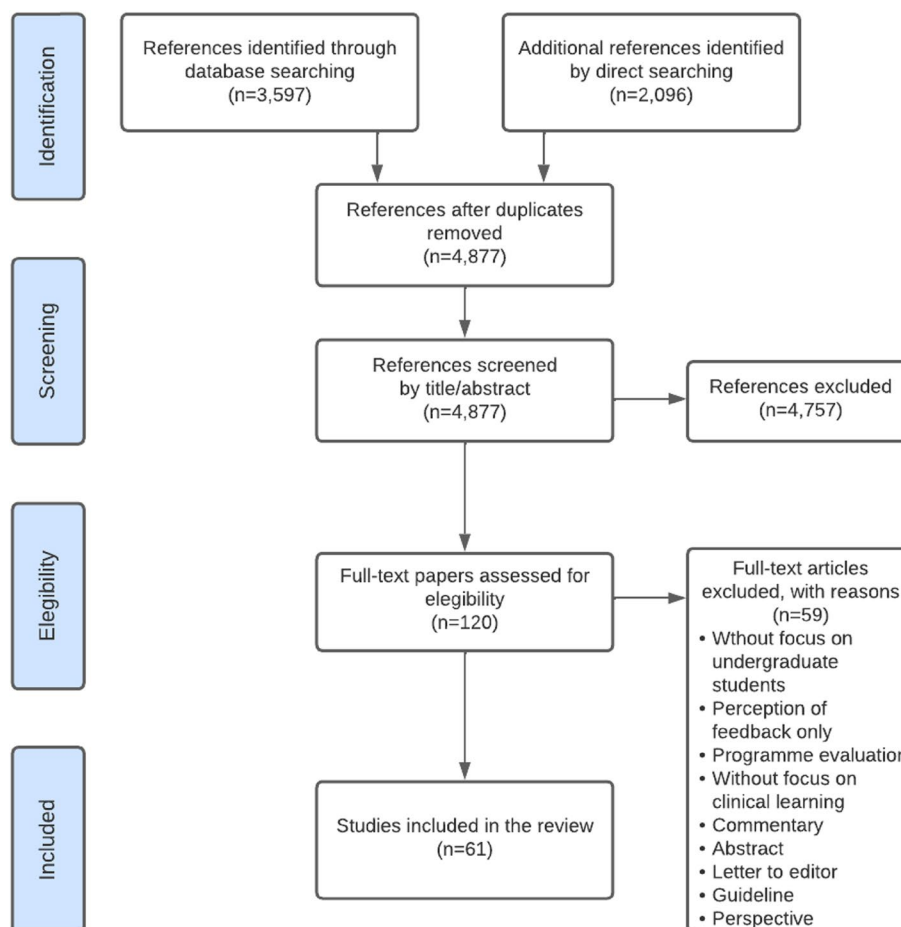 Identification
References identified through
database searching
(n=3,597)
Additional references identified
by direct searching
(n=2,096)
References after duplicates
removed
(n=4,877)
Screening
References screened
by title/abstract
(n=4,877)
References excluded
(n=4,757)
Elegibility
Full-text papers assessed for
elegibility
(n=120)
Full-text articles
excluded, with reasons
(n=59)
• Wthout focus on
undergraduate
students
• Perception of
feedback only
• Programme evaluation
• Without focus on
clinical learning
• Commentary
• Abstract
• Letter to editor
• Guideline
• Perspective
Included
Studies included in the review
(n=61)